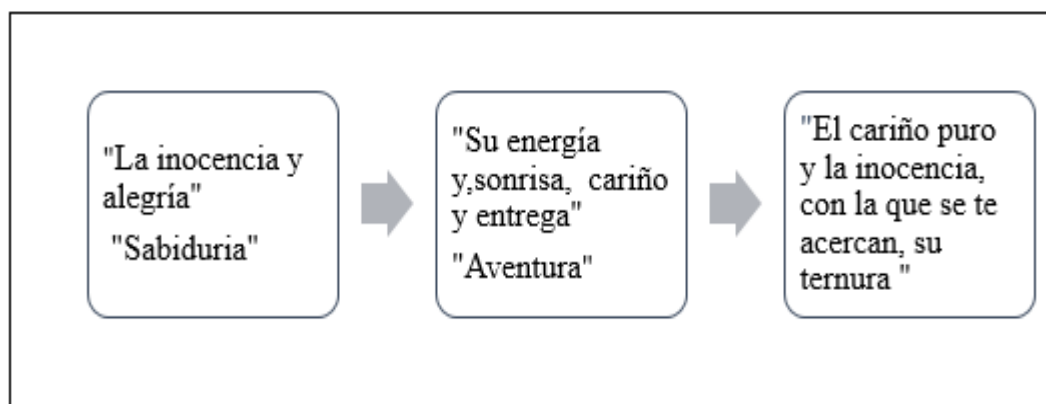 "La inocencia y
alegría"
"Sabiduria"
"Su energía
y,sonrisa, cariño
y entrega"
"Aventura"
"El cariño puro
y la inocencia,
con la que se te
acercan, su
ternura "